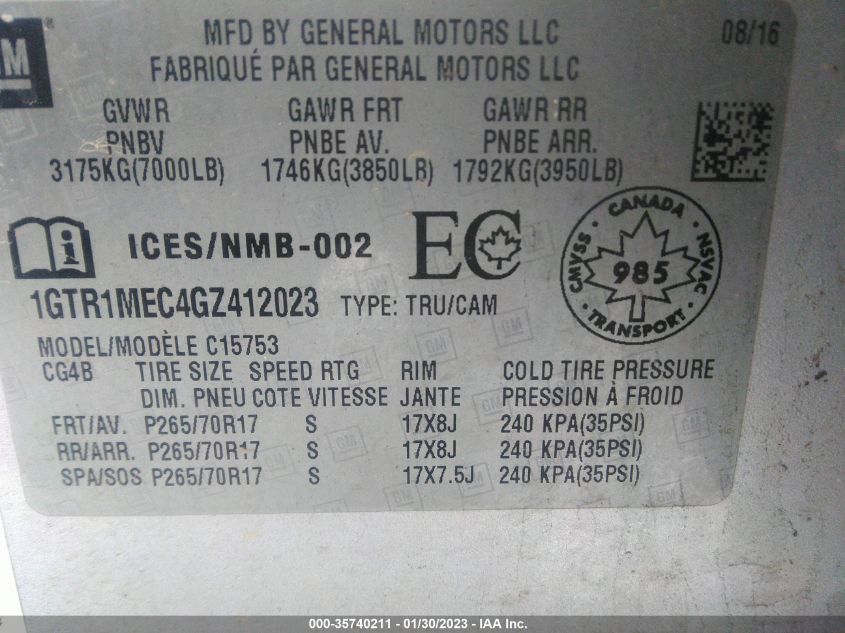 GM ®
MFD BY GENERAL MOTORS LLC 08/16
FABRIQUÉ PAR GENERAL MOTORS LLC
GVWR GAWR FRT GAWR RR
PNBV PNBE AV. PNBE ARR.
3175KG(7000LB) 1746KG(3850LB) 1792KG(3950LB)
i ICES/NMB-002 EC
CANADA
CMVSS 985 NSVAC
TRANSPORT
1GTR1MEC4GZ412023 TYPE: TRU/CAM
MODEL/MODÈLE C15753
CG4B TIRE SIZE SPEED RTG RIM COLD TIRE PRESSURE
DIM. PNEU COTE VITESSE JANTE PRESSION À FROID
FRT/AV. P265/70R17 S 17X8J 240 KPA(35PSI)
RR/ARR. P265/70R17 S 17X8J 240 KPA(35PSI)
SPA/SOS P265/70R17 S 17X7.5J 240 KPA(35PSI)
000-35740211 - 01/30/2023 - IAA Inc.